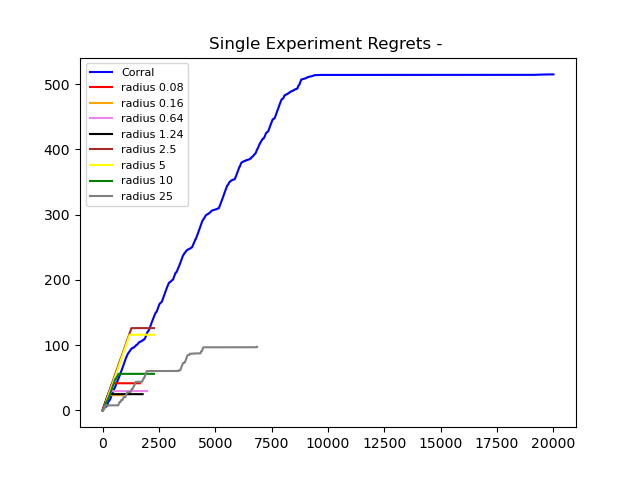 Single Experiment Regrets -
Corral
radius 0.08
radius 0.16
radius 0.64
radius 1.24
radius 2.5
radius 5
radius 10
radius 25
500
400
300
200
100
0
0 2500 5000 7500 10000 12500 15000 17500 20000